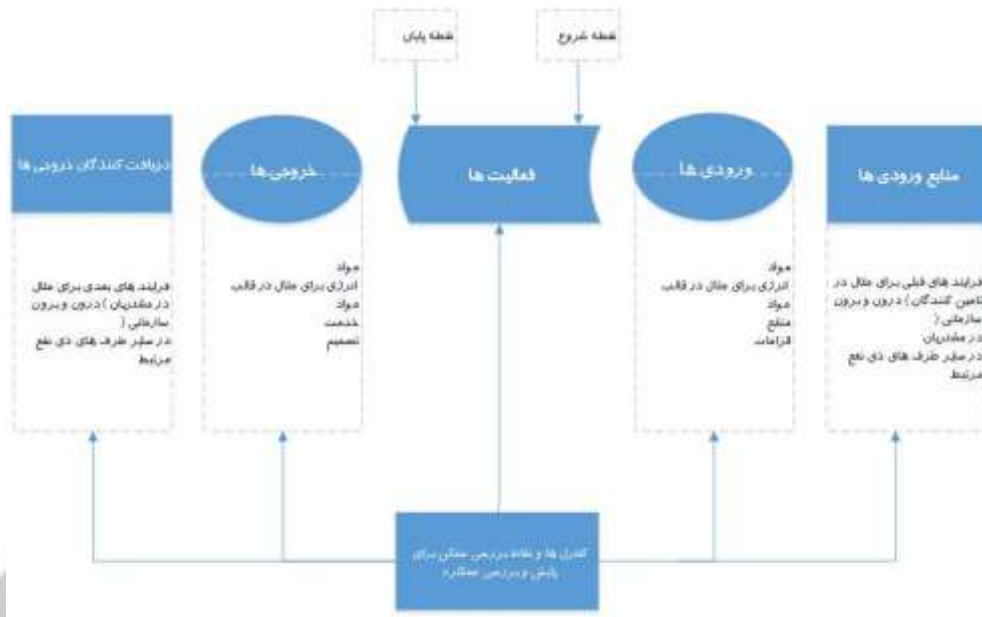 نقطه شروع
نقطه پایان
منابع ورودی ها
ورودی ها
فعالیت ها
خروجی ها
دریافت کنندگان خروجی ها
فرایند های قبلی برای مثال در
تامین کنندگان ) درون و برون
سازمانی (
در مشتریان
در سایر طرف های ذی نفع
مرتبط
مواد
انرژی برای مثال در قالب
مواد
منابع
الزامات
مواد
انرژی برای مثال در قالب
مواد
خدمت
تصمیم
فرایند های بعدی برای مثال
در مشتریان ) درون و برون
سازمانی (
در سایر طرف های ذی نفع
مرتبط
کنترل ها و نقاط بررسی ممکن برای
پایش و بررسی عملکرد